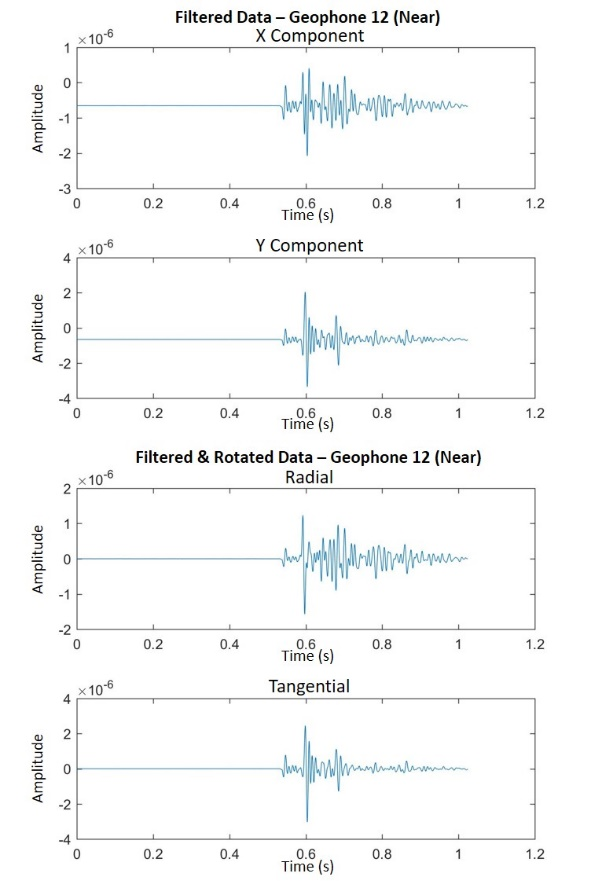 Filtered Data – Geophone 12 (Near)
X Component
×10-6
1
0
-1
-2
-3
Amplitude
0 0.2 0.4 0.6 0.8 1 1.2
Time (s)
Y Component
×10-6
4
2
0
-2
-4
Amplitude
0 0.2 0.4 0.6 0.8 1 1.2
Time (s)
Filtered & Rotated Data – Geophone 12 (Near)
Radial
×10-6
2
1
0
-1
-2
Amplitude
0 0.2 0.4 0.6 0.8 1 1.2
Time (s)
Tangential
×10-6
4
2
0
-2
-4
Amplitude
0 0.2 0.4 0.6 0.8 1 1.2
Time (s)